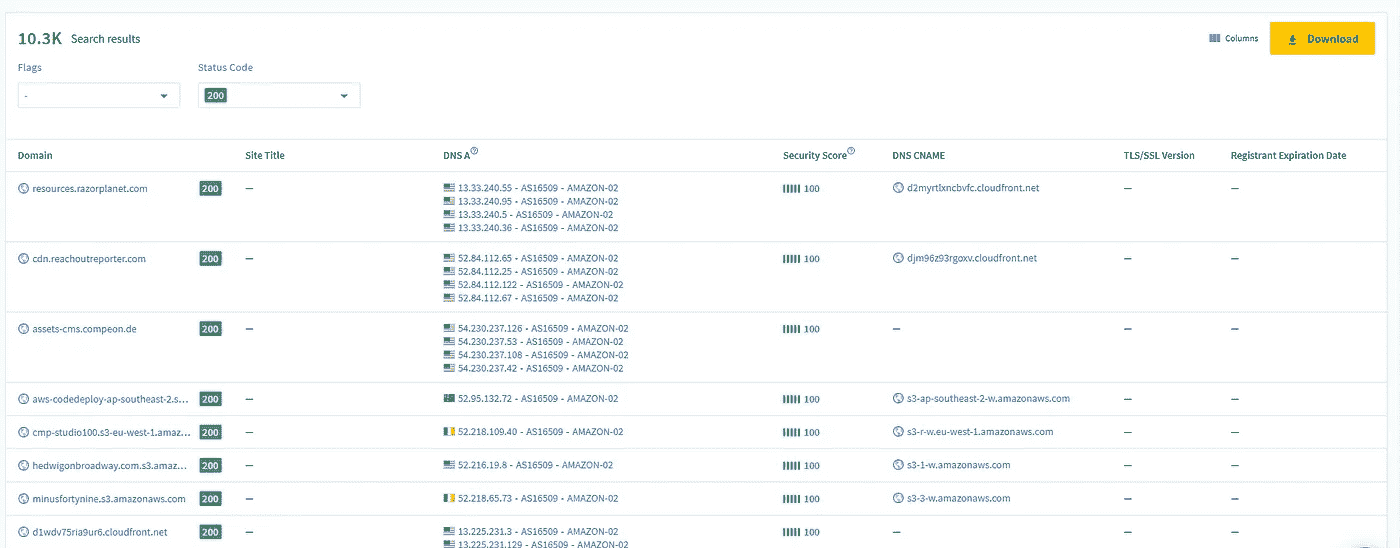 10.3K Search results
Columns
Download
Flags
Status Code
-
200
Domain Site Title DNS A Security Score DNS CNAME TLS/SSL Version Registrant Expiration Date
resources.razorplanet.com 200 — 13.33.240.55 - AS16509 - AMAZON-02 100 d2myrtlxncbvfc.cloudfront.net — —
13.33.240.95 - AS16509 - AMAZON-02
13.33.240.5 - AS16509 - AMAZON-02
13.33.240.36 - AS16509 - AMAZON-02
cdn.reachoutreporter.com 200 — 52.84.112.65 - AS16509 - AMAZON-02 100 djm96z93rgoxv.cloudfront.net — —
52.84.112.25 - AS16509 - AMAZON-02
52.84.112.122 - AS16509 - AMAZON-02
52.84.112.67 - AS16509 - AMAZON-02
assets-cms.compeon.de 200 — 54.230.237.126 - AS16509 - AMAZON-02 100 — — —
54.230.237.53 - AS16509 - AMAZON-02
54.230.237.108 - AS16509 - AMAZON-02
54.230.237.42 - AS16509 - AMAZON-02
aws-codedeploy-ap-southeast-2.s... 200 — 52.95.132.72 - AS16509 - AMAZON-02 100 s3-ap-southeast-2-w.amazonaws.com — —
cmp-studio100.s3-eu-west-1.amaz... 200 — 52.218.109.40 - AS16509 - AMAZON-02 100 s3-r-w.eu-west-1.amazonaws.com — —
hedwigonbroadway.com.s3.amaz... 200 — 52.216.19.8 - AS16509 - AMAZON-02 100 s3-1-w.amazonaws.com — —
minusfortynine.s3.amazonaws.com 200 — 52.218.65.73 - AS16509 - AMAZON-02 100 s3-3-w.amazonaws.com — —
d1wdv75ria9ur6.cloudfront.net 200 — 13.225.231.3 - AS16509 - AMAZON-02 100 — — —
13.225.231.129 - AS16509 - AMAZON-02